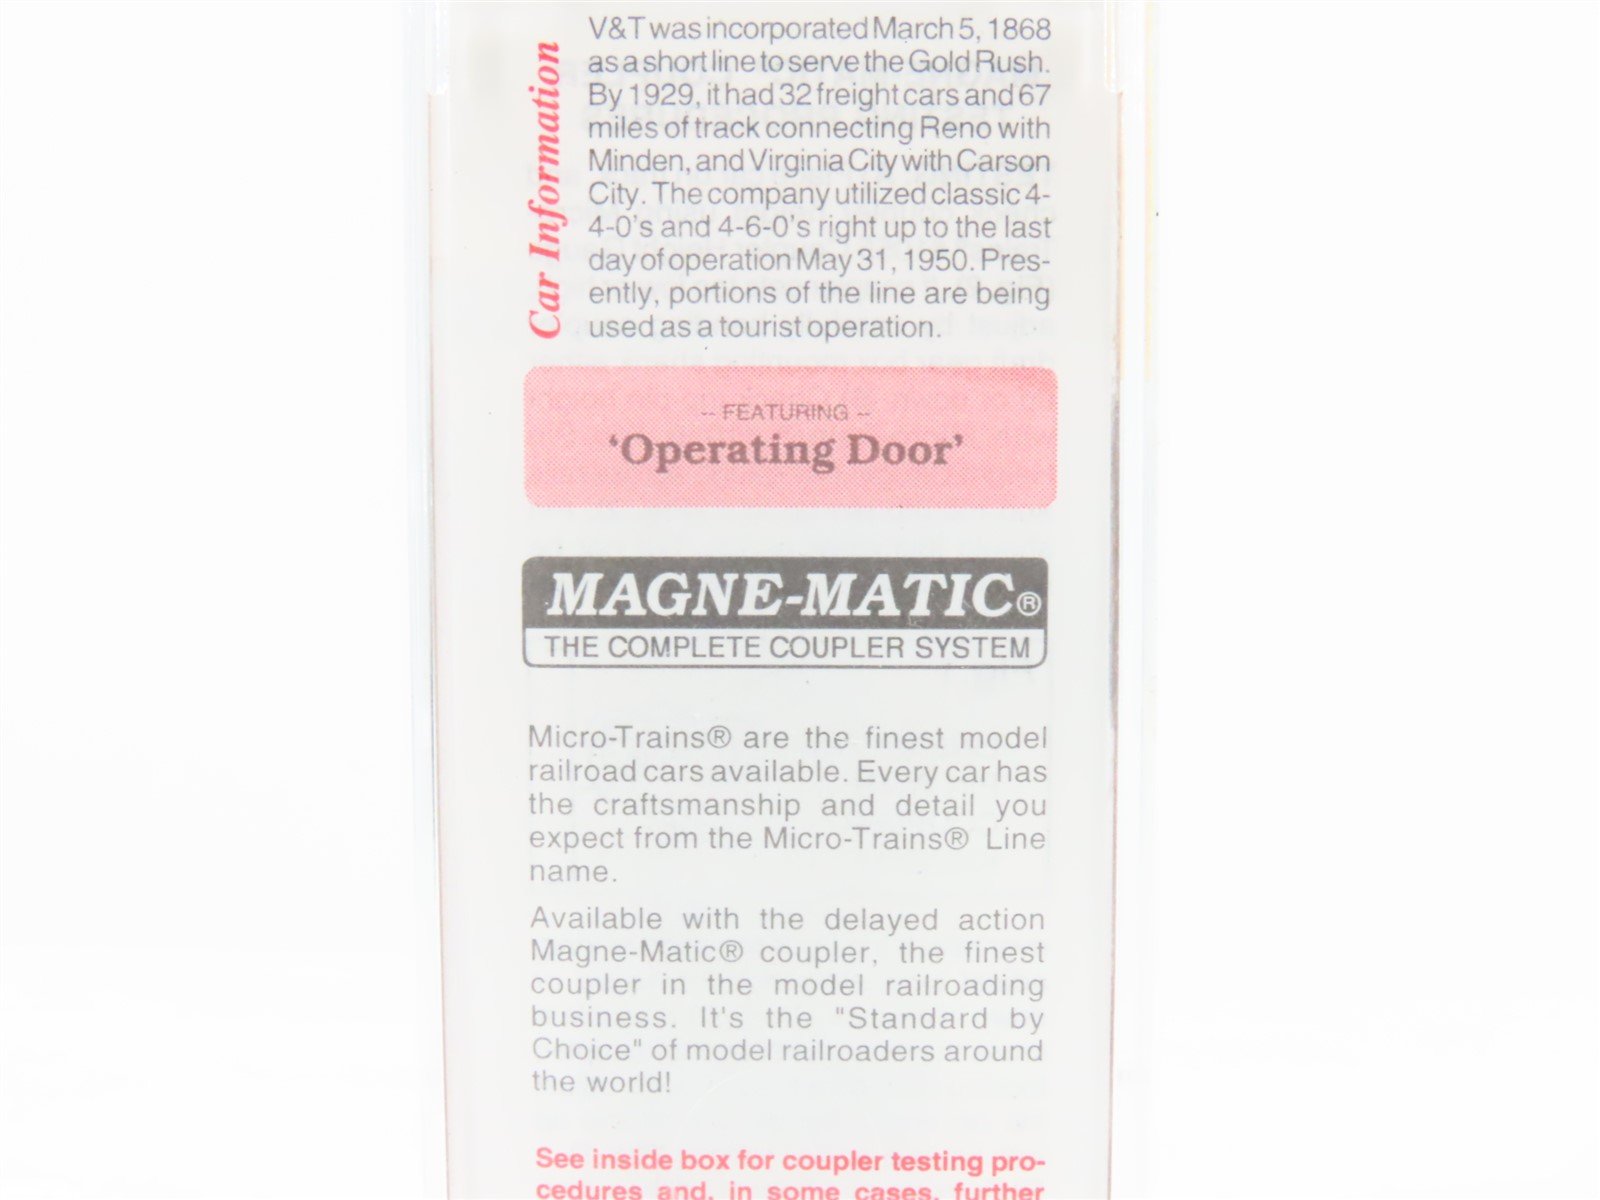 Car Information
V&T was incorporated March 5, 1868
as a short line to serve the Gold Rush.
By 1929, it had 32 freight cars and 67
miles of track connecting Reno with
Minden, and Virginia City with Carson
City. The company utilized classic 4-
4-0's and 4-6-0's right up to the last
day of operation May 31, 1950. Pres-
ently, portions of the line are being
used as a tourist operation.
-- FEATURING --
'Operating Door'
MAGNE-MATIC®
THE COMPLETE COUPLER SYSTEM
Micro-Trains® are the finest model
railroad cars available. Every car has
the craftsmanship and detail you
expect from the Micro-Trains® Line
name.
Available with the delayed action
Magne-Matic® coupler, the finest
coupler in the model railroading
business. It's the "Standard by
Choice" of model railroaders around
the world!
See inside box for coupler testing pro-
cedures and, in some cases, further